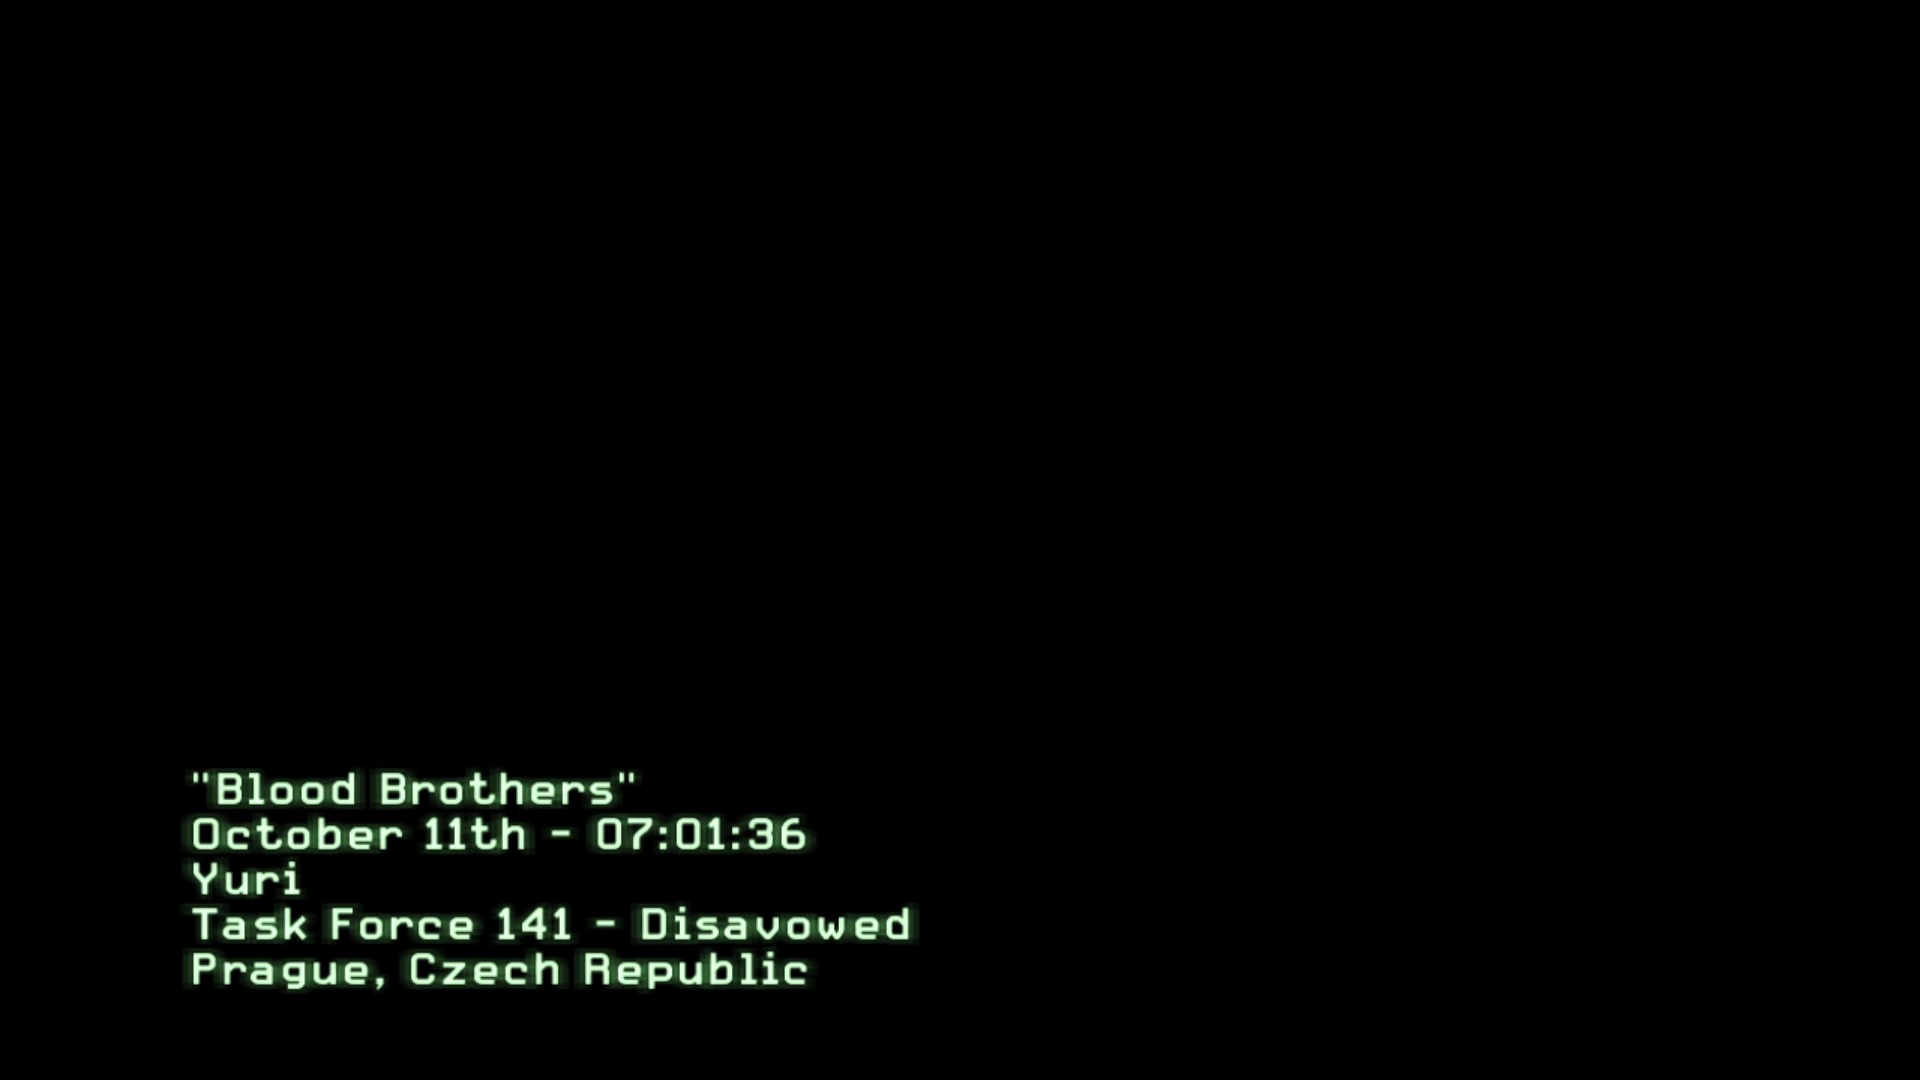 "Blood Brothers"
October 11th - 07:01:36
Yuri
Task Force 141 - Disavowed
Prague, Czech Republic